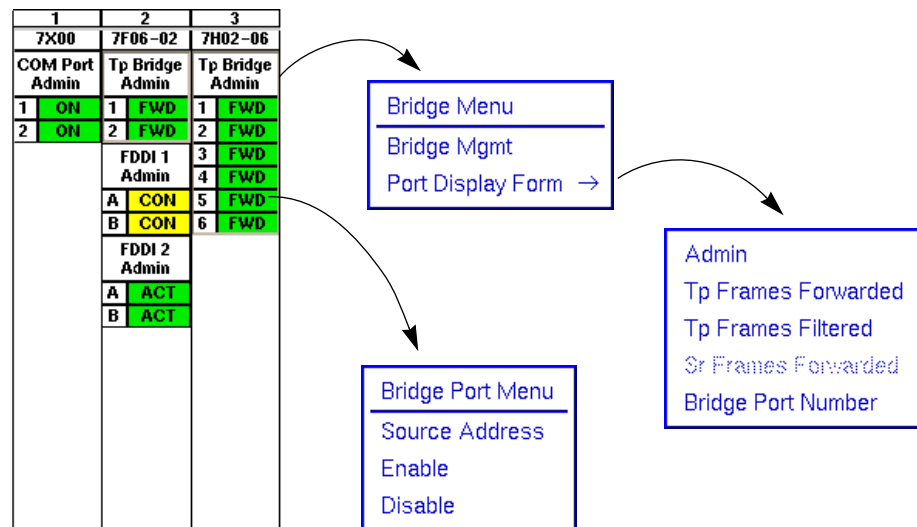 1 2 3
7X00 7F06-02 7H02-06
COM Port Admin Tp Bridge Admin Tp Bridge Admin
1 ON 1 FWD 1 FWD
2 ON 2 FWD 2 FWD
FDDI 1 Admin 3 FWD
4 FWD
A CON 5 FWD
B CON 6 FWD
FDDI 2 Admin
A ACT
B ACT
Bridge Menu
Bridge Mgmt
Port Display Form →
Admin
Tp Frames Forwarded
Tp Frames Filtered
Sr Frames Forwarded
Bridge Port Number
Bridge Port Menu
Source Address
Enable
Disable